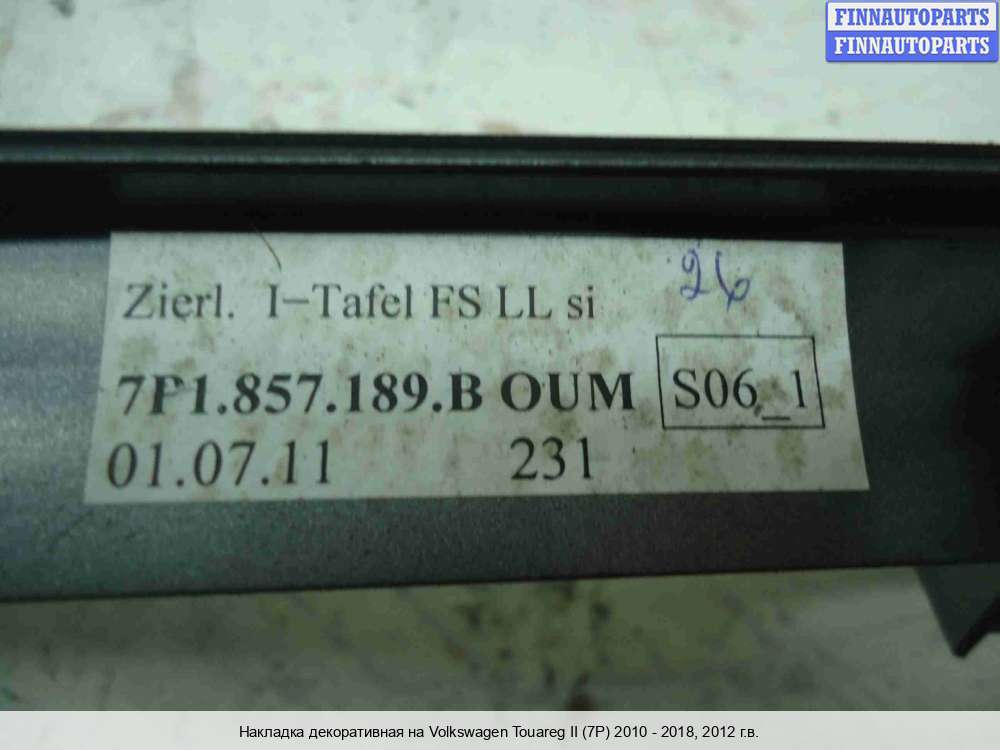 FINNAUTOPARTS
FINNAUTOPARTS
26
Zierl. I-Tafel FS LL si
7P1.857.189.B OUM S06_1
01.07.11 231
Накладка декоративная на Volkswagen Touareg II (7P) 2010 - 2018, 2012 г.в.